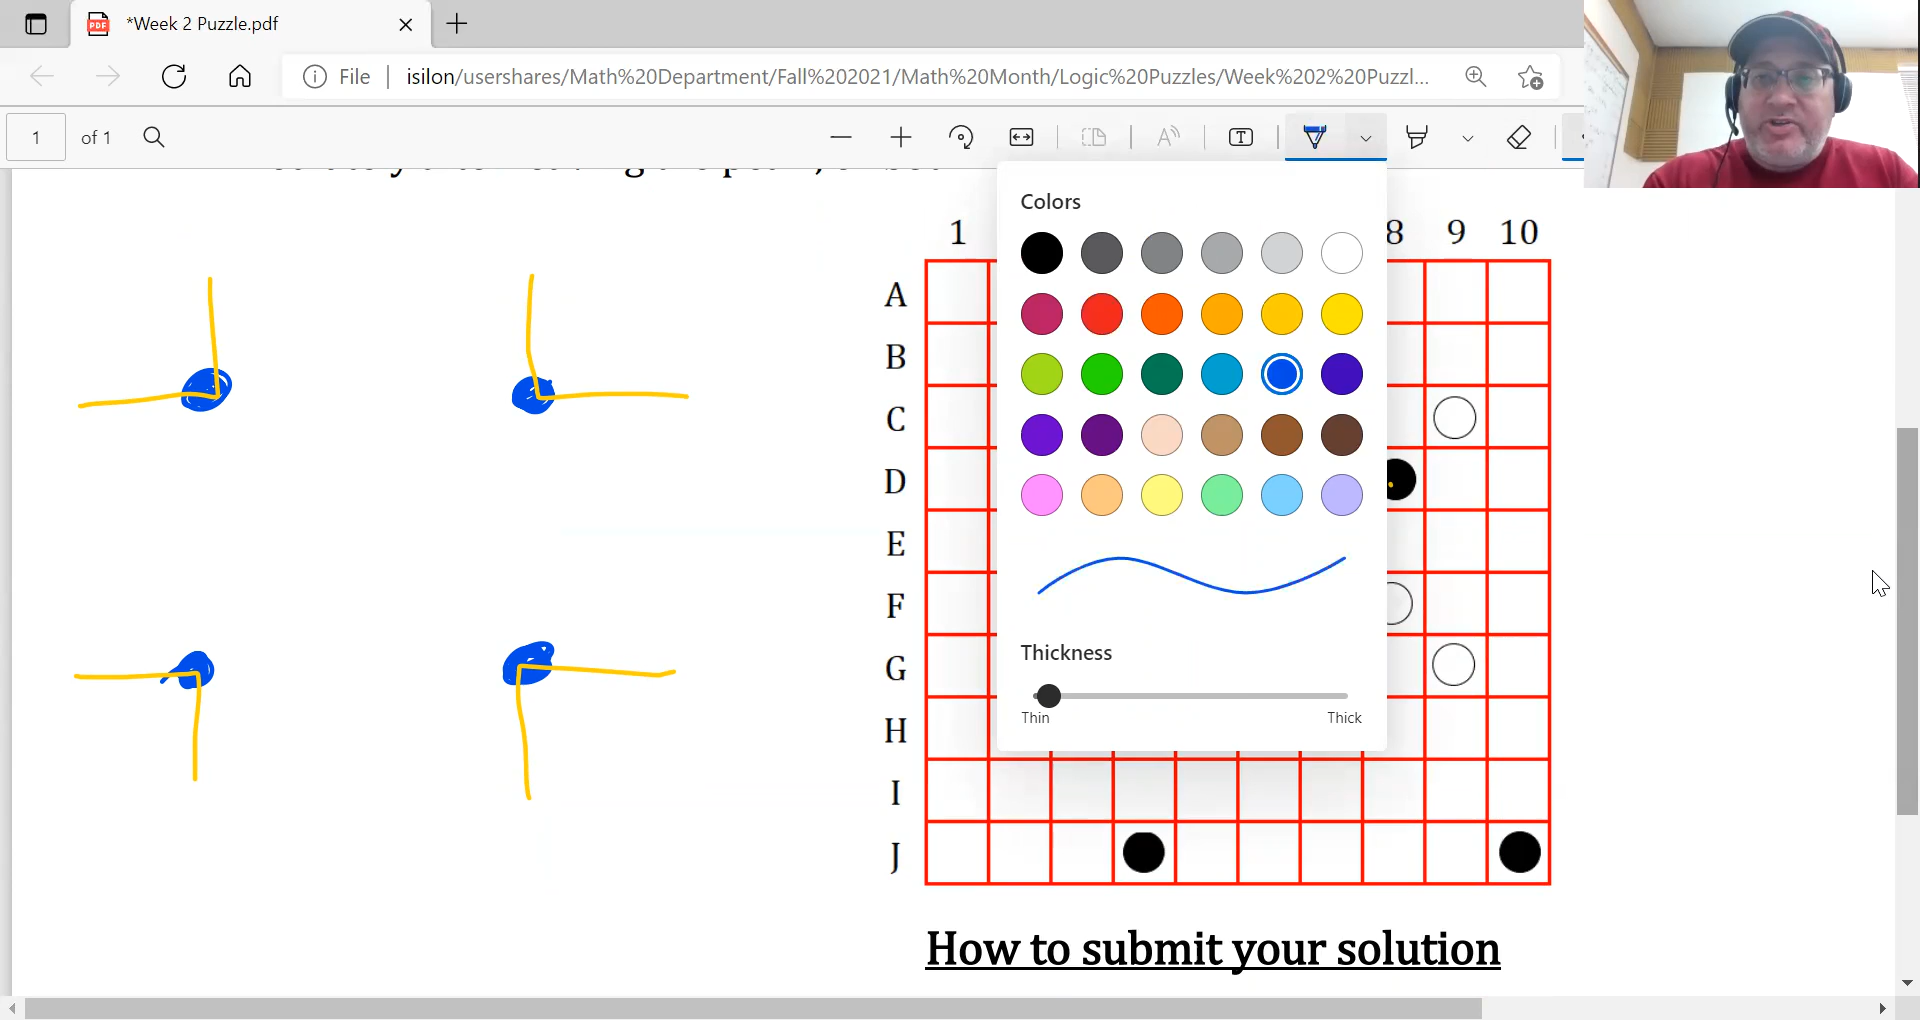 *Week 2 Puzzle.pdf
File
isilon/usershares/Math%20Department/Fall%202021/Math%20Month/Logic%20Puzzles/Week%202%20Puzzl...
1
of 1
Colors
1
8
9
10
A
B
C
D
E
F
G
H
I
J
Thickness
Thin
Thick
How to submit your solution